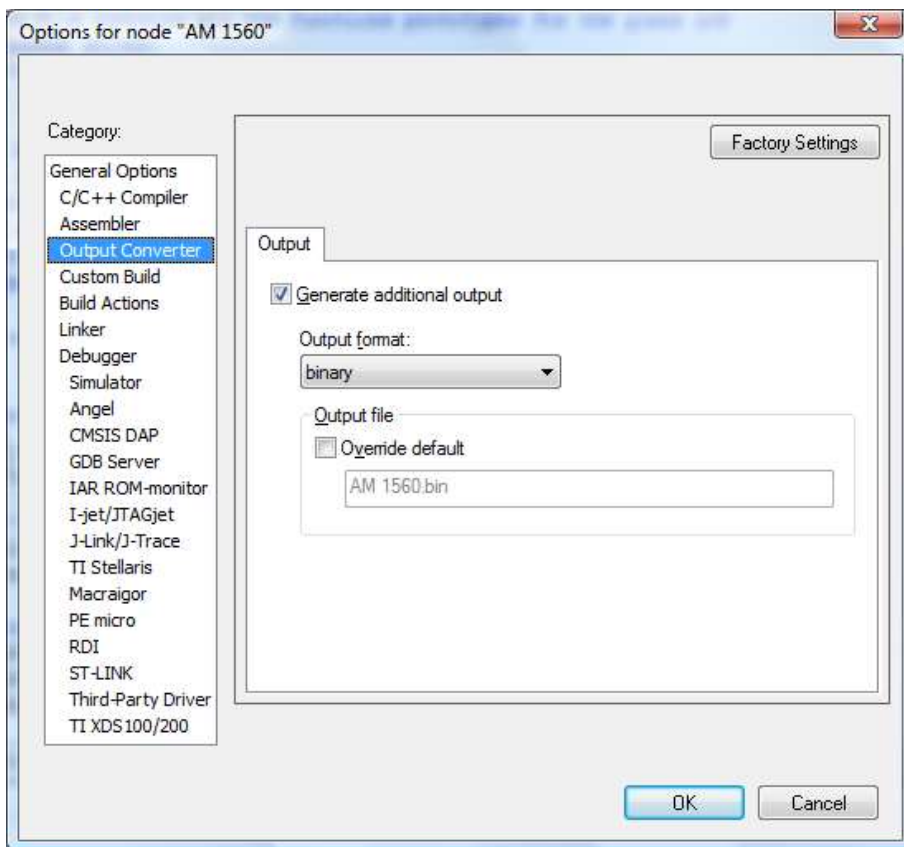 Options for node "AM 1560"
Category:
General Options
C/C++ Compiler
Assembler
Output Converter
Custom Build
Build Actions
Linker
Debugger
Simulator
Angel
CMSIS DAP
GDB Server
IAR ROM-monitor
I-jet/JTAGjet
J-Link/J-Trace
TI Stellaris
Macraigor
PE micro
RDI
ST-LINK
Third-Party Driver
TI XDS100/200
Factory Settings
Output
Generate additional output
Output format:
binary
Output file
Override default
AM 1560.bin
OK
Cancel